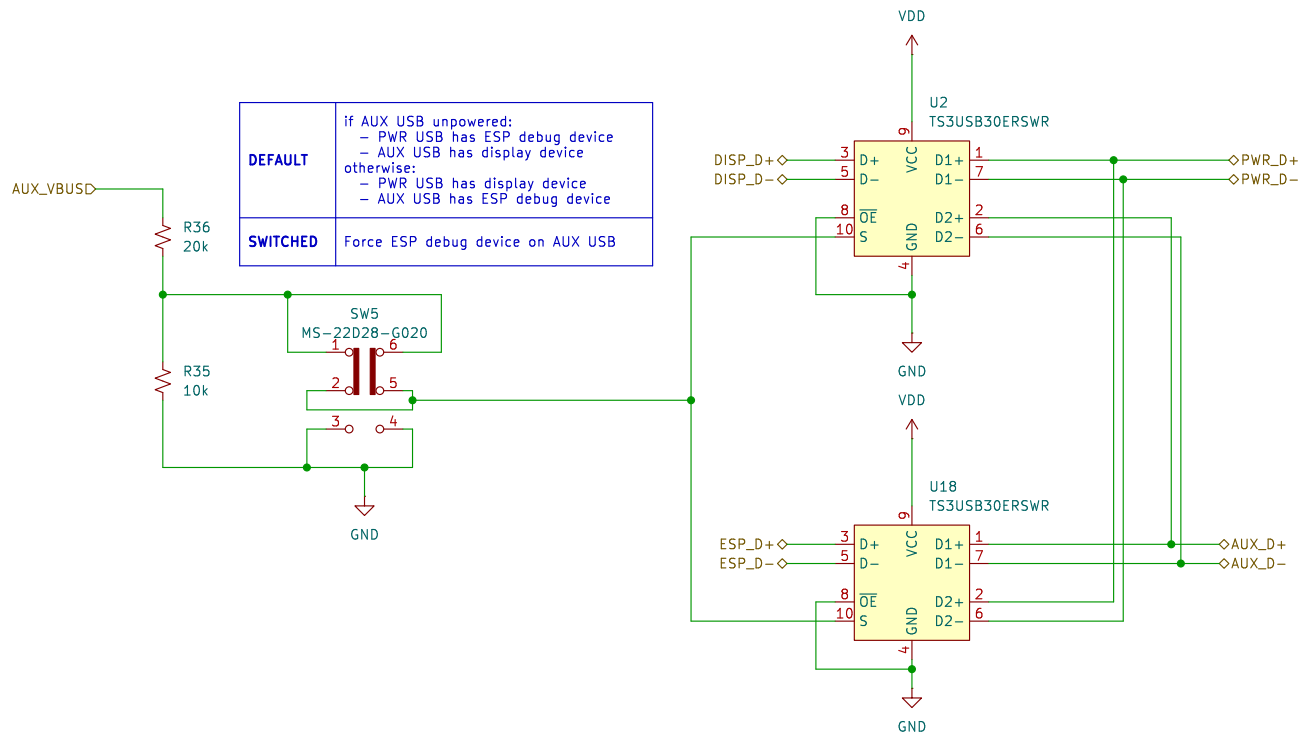 VDD
U2
TS3USB30ERSWR
DEFAULT
if AUX USB unpowered:
– PWR USB has ESP debug device
– AUX USB has display device
otherwise:
– PWR USB has display device
– AUX USB has ESP debug device
SWITCHED
Force ESP debug device on AUX USB
AUX_VBUS
R36
20k
R35
10k
SW5
MS-22D28-G020
1
6
2
5
3
4
GND
DISP_D+
DISP_D-
9
VCC
3
D+
D1+
1
5
D-
D1-
7
8
OE
D2+
2
10
S
D2-
6
GND
4
PWR_D+
PWR_D-
GND
VDD
U18
TS3USB30ERSWR
ESP_D+
ESP_D-
9
VCC
3
D+
D1+
1
5
D-
D1-
7
8
OE
D2+
2
10
S
D2-
6
GND
4
AUX_D+
AUX_D-
GND